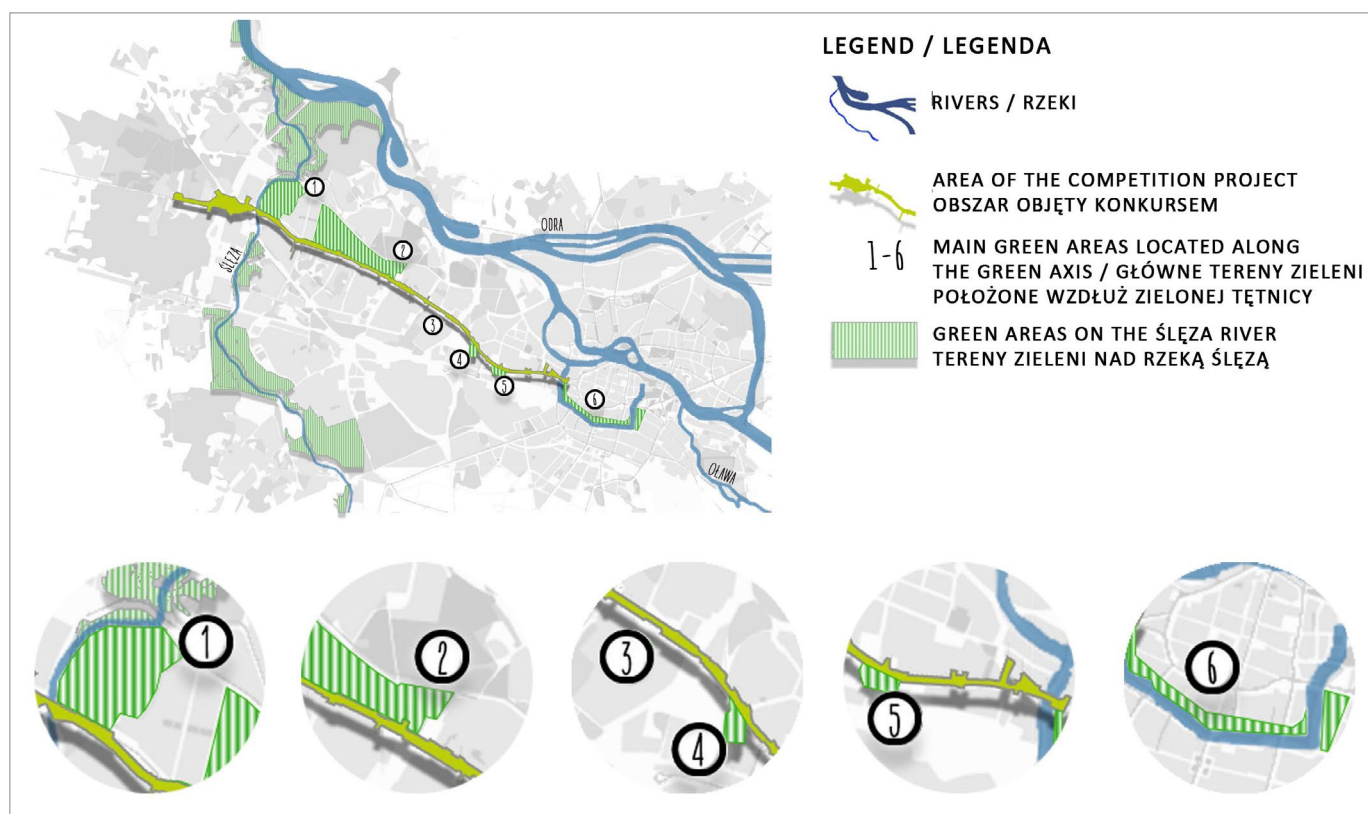 LEGEND / LEGENDA
RIVERS / RZEKI
AREA OF THE COMPETITION PROJECT
OBSZAR OBJĘTY KONKURSEM
1-6
MAIN GREEN AREAS LOCATED ALONG
THE GREEN AXIS / GŁÓWNE TERENY ZIELENI
POŁOŻONE WZDŁUŻ ZIELONEJ TĘTNICY
GREEN AREAS ON THE ŚLĘZA RIVER
TERENY ZIELENI NAD RZEKĄ ŚLĘZĄ
1
ODRA
2
ŚLĘZA
3
4
5
6
OŁAWA
1
2
3
4
5
6